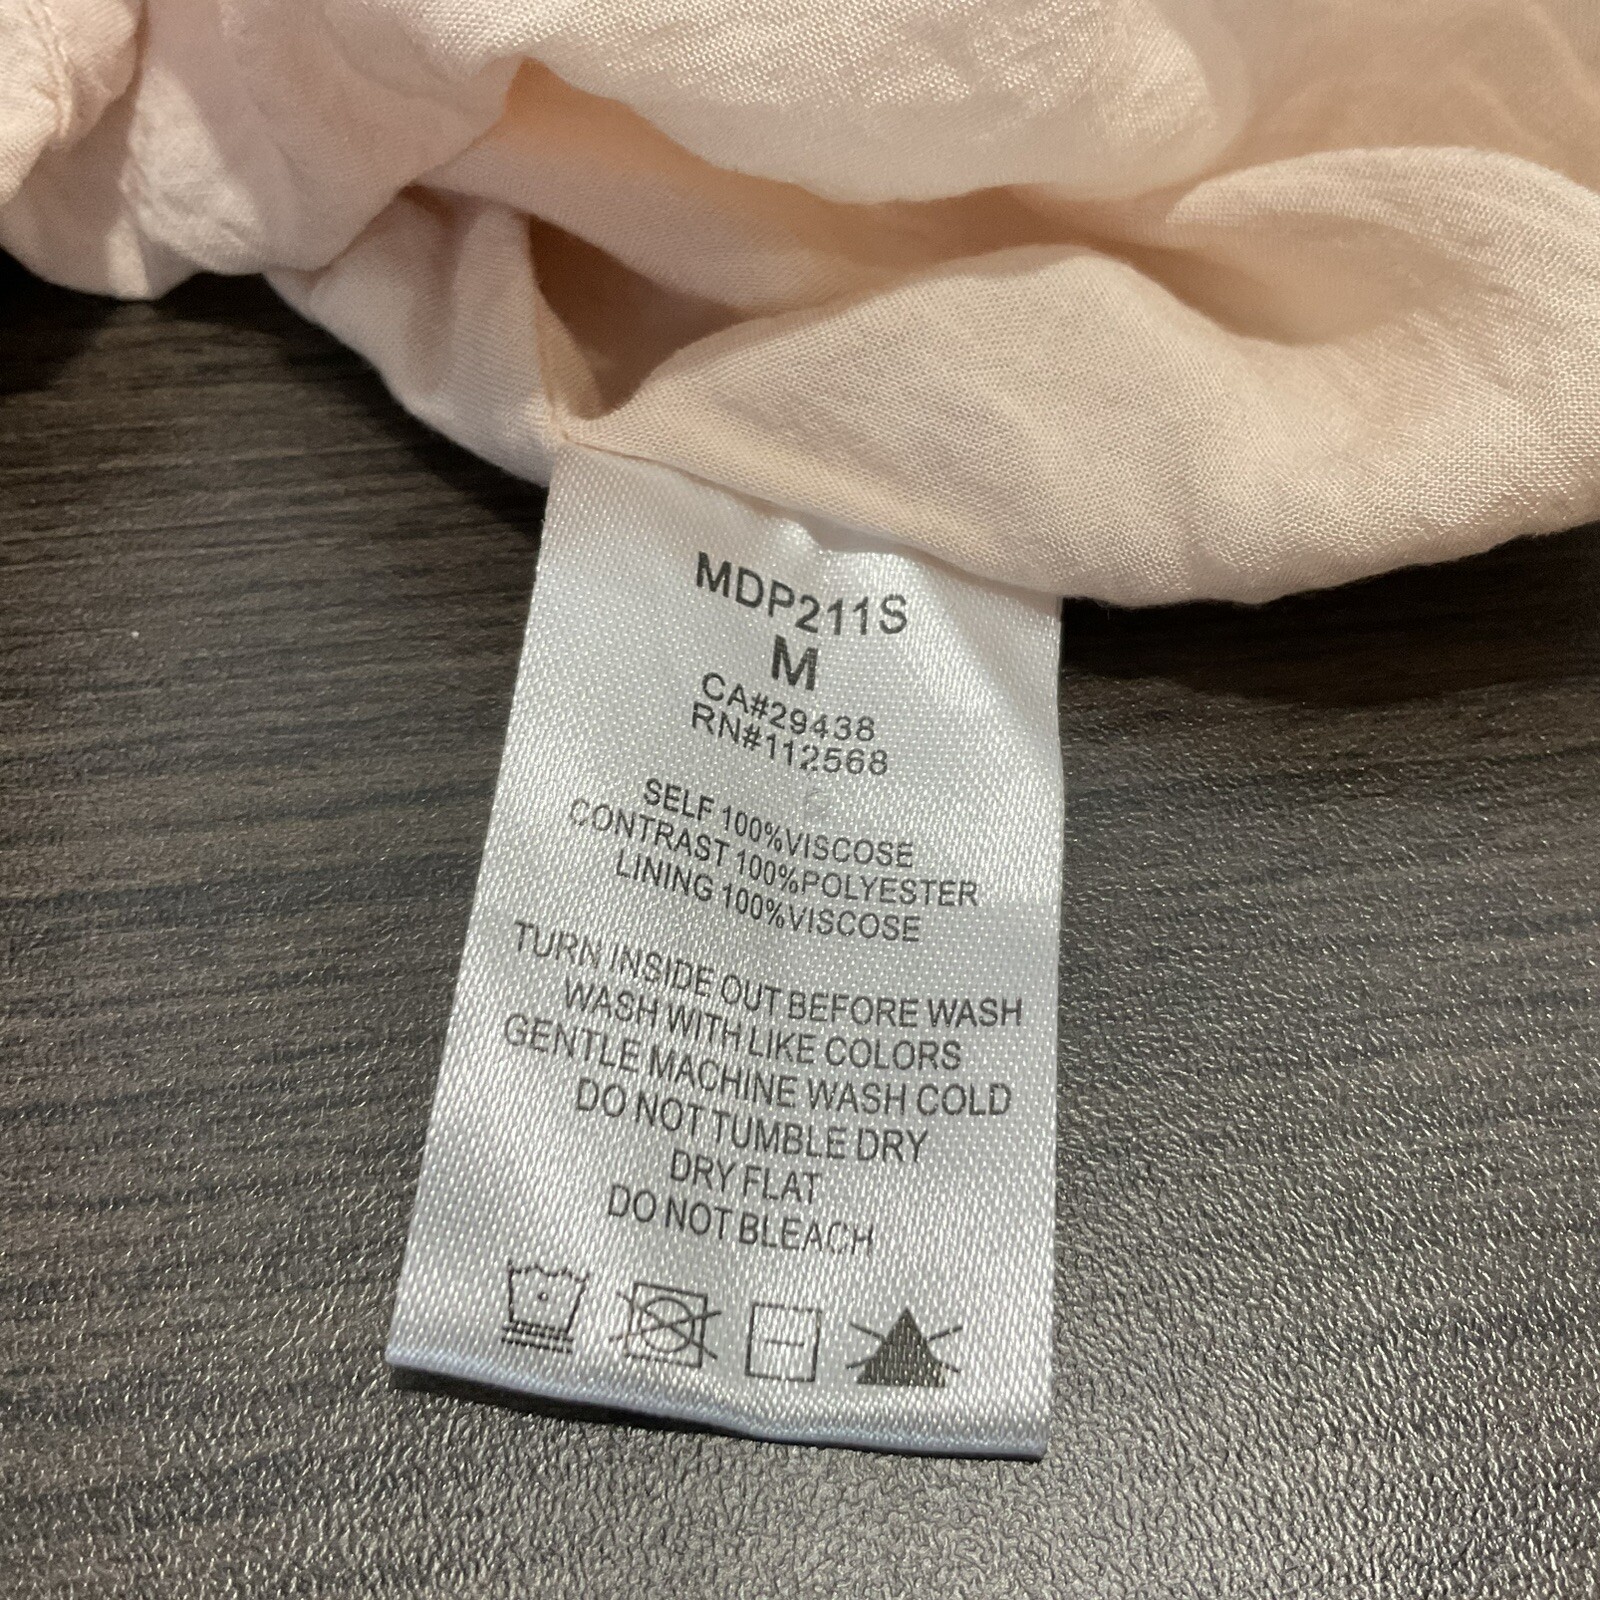 MDP211S
M
CA#29438
RN#112568
SELF 100%VISCOSE
CONTRAST 100%POLYESTER
LINING 100%VISCOSE
TURN INSIDE OUT BEFORE WASH
WASH WITH LIKE COLORS
GENTLE MACHINE WASH COLD
DO NOT TUMBLE DRY
DRY FLAT
DO NOT BLEACH